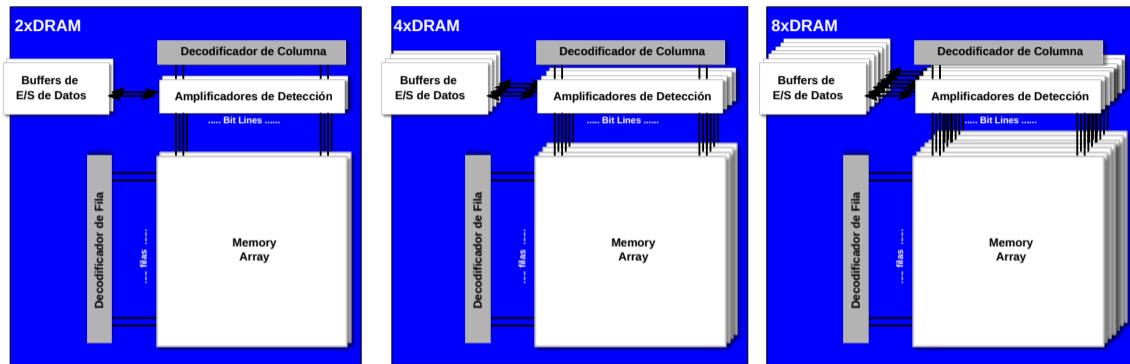 2xDRAM
Decodificador de Columna
Buffers de
E/S de Datos
Amplificadores de Detección
..... Bit Lines ......
Decodificador de Fila
.... filas .....
Memory
Array
4xDRAM
Decodificador de Columna
Buffers de
E/S de Datos
Amplificadores de Detección
..... Bit Lines ......
Decodificador de Fila
.... filas .....
Memory
Array
8xDRAM
Decodificador de Columna
Buffers de
E/S de Datos
Amplificadores de Detección
..... Bit Lines ......
Decodificador de Fila
.... filas .....
Memory
Array